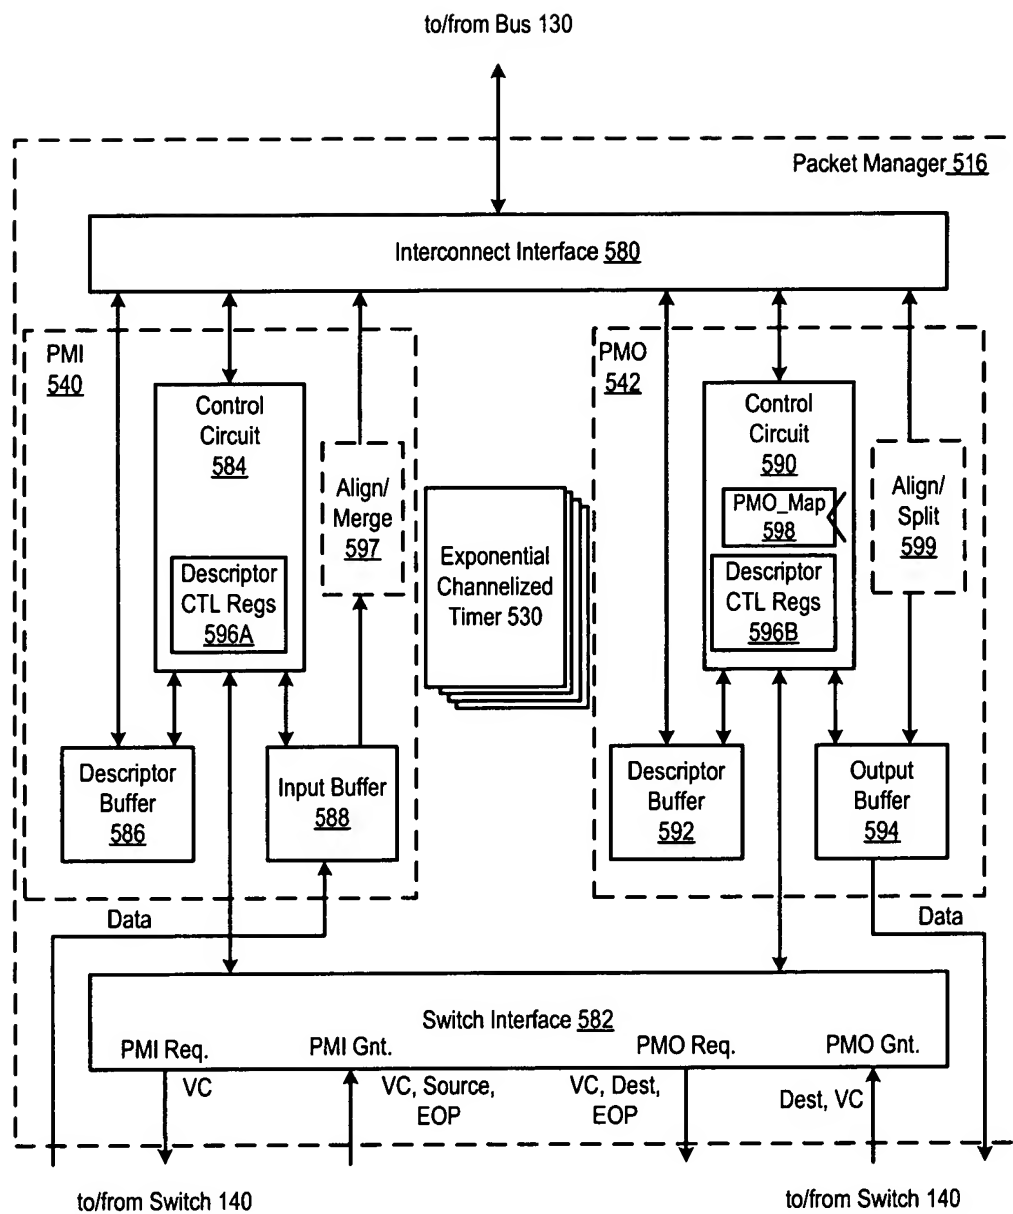 to/from Bus 130
Packet Manager 516
Interconnect Interface 580
PMI
540
Control
Circuit
584
Align/
Merge
597
Descriptor
CTL Regs
596A
Descriptor
Buffer
586
Input Buffer
588
Exponential
Channelized
Timer 530
PMO
542
Control
Circuit
590
PMO_Map
598
Descriptor
CTL Regs
596B
Align/
Split
599
Descriptor
Buffer
592
Output
Buffer
594
Data
Data
Switch Interface 582
PMI Req.
PMI Gnt.
PMO Req.
PMO Gnt.
VC
VC, Source,
EOP
VC, Dest,
EOP
Dest, VC
to/from Switch 140
to/from Switch 140